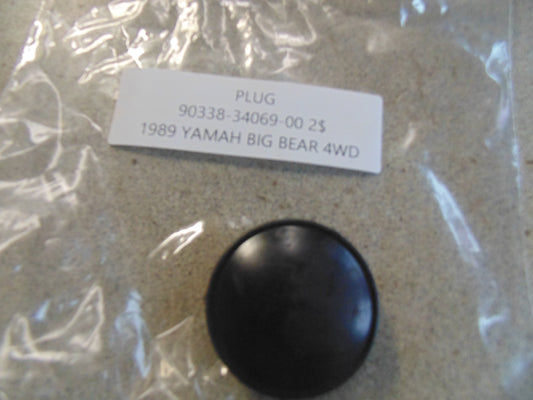 PLUG
90338-34069-00 2$
1989 YAMAH BIG BEAR 4WD